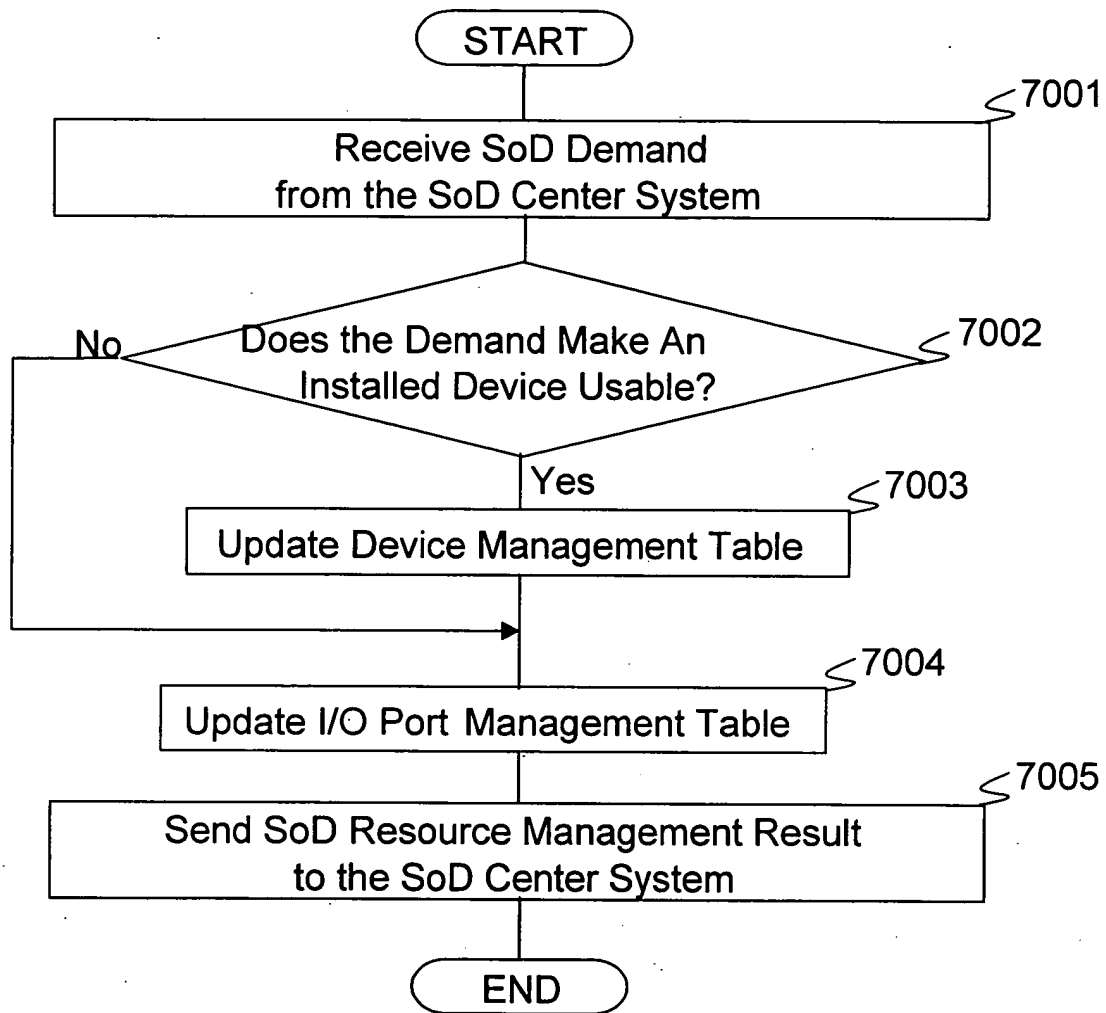 START
7001
Receive SoD Demand
from the SoD Center System
No
Does the Demand Make An
Installed Device Usable?
7002
Yes
7003
Update Device Management Table
7004
Update I/O Port Management Table
7005
Send SoD Resource Management Result
to the SoD Center System
END